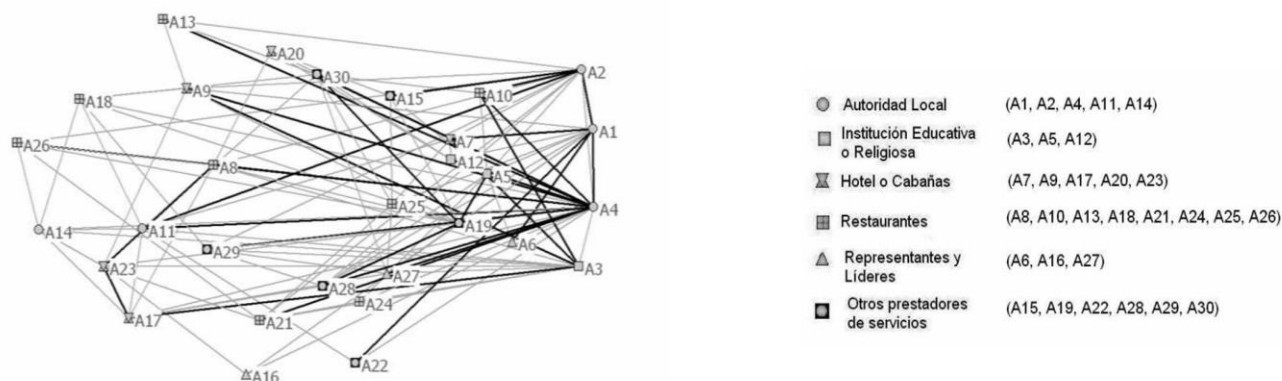 A13
A20
A30
A2
A9
A15
A10
A18
A1
A26
A7
A12
A8
A5
A25
A4
A14
A11
A19
A29
A6
A23
A27
A3
A28
A24
A17
A21
A22
A16
Autoridad Local (A1, A2, A4, A11, A14)
Institución Educativa (A3, A5, A12)
o Religiosa
Hotel o Cabañas (A7, A9, A17, A20, A23)
Restaurantes (A8, A10, A13, A18, A21, A24, A25, A26)
Representantes y (A6, A16, A27)
Líderes
Otros prestadores (A15, A19, A22, A28, A29, A30)
de servicios